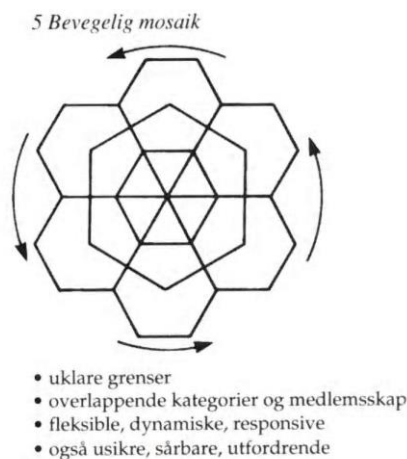 5 Bevegelig mosaik
• uklare grenser
• overlappende kategorier og medlemsskap
• fleksible, dynamiske, responsive
• også usikre, sårbare, utfordrende